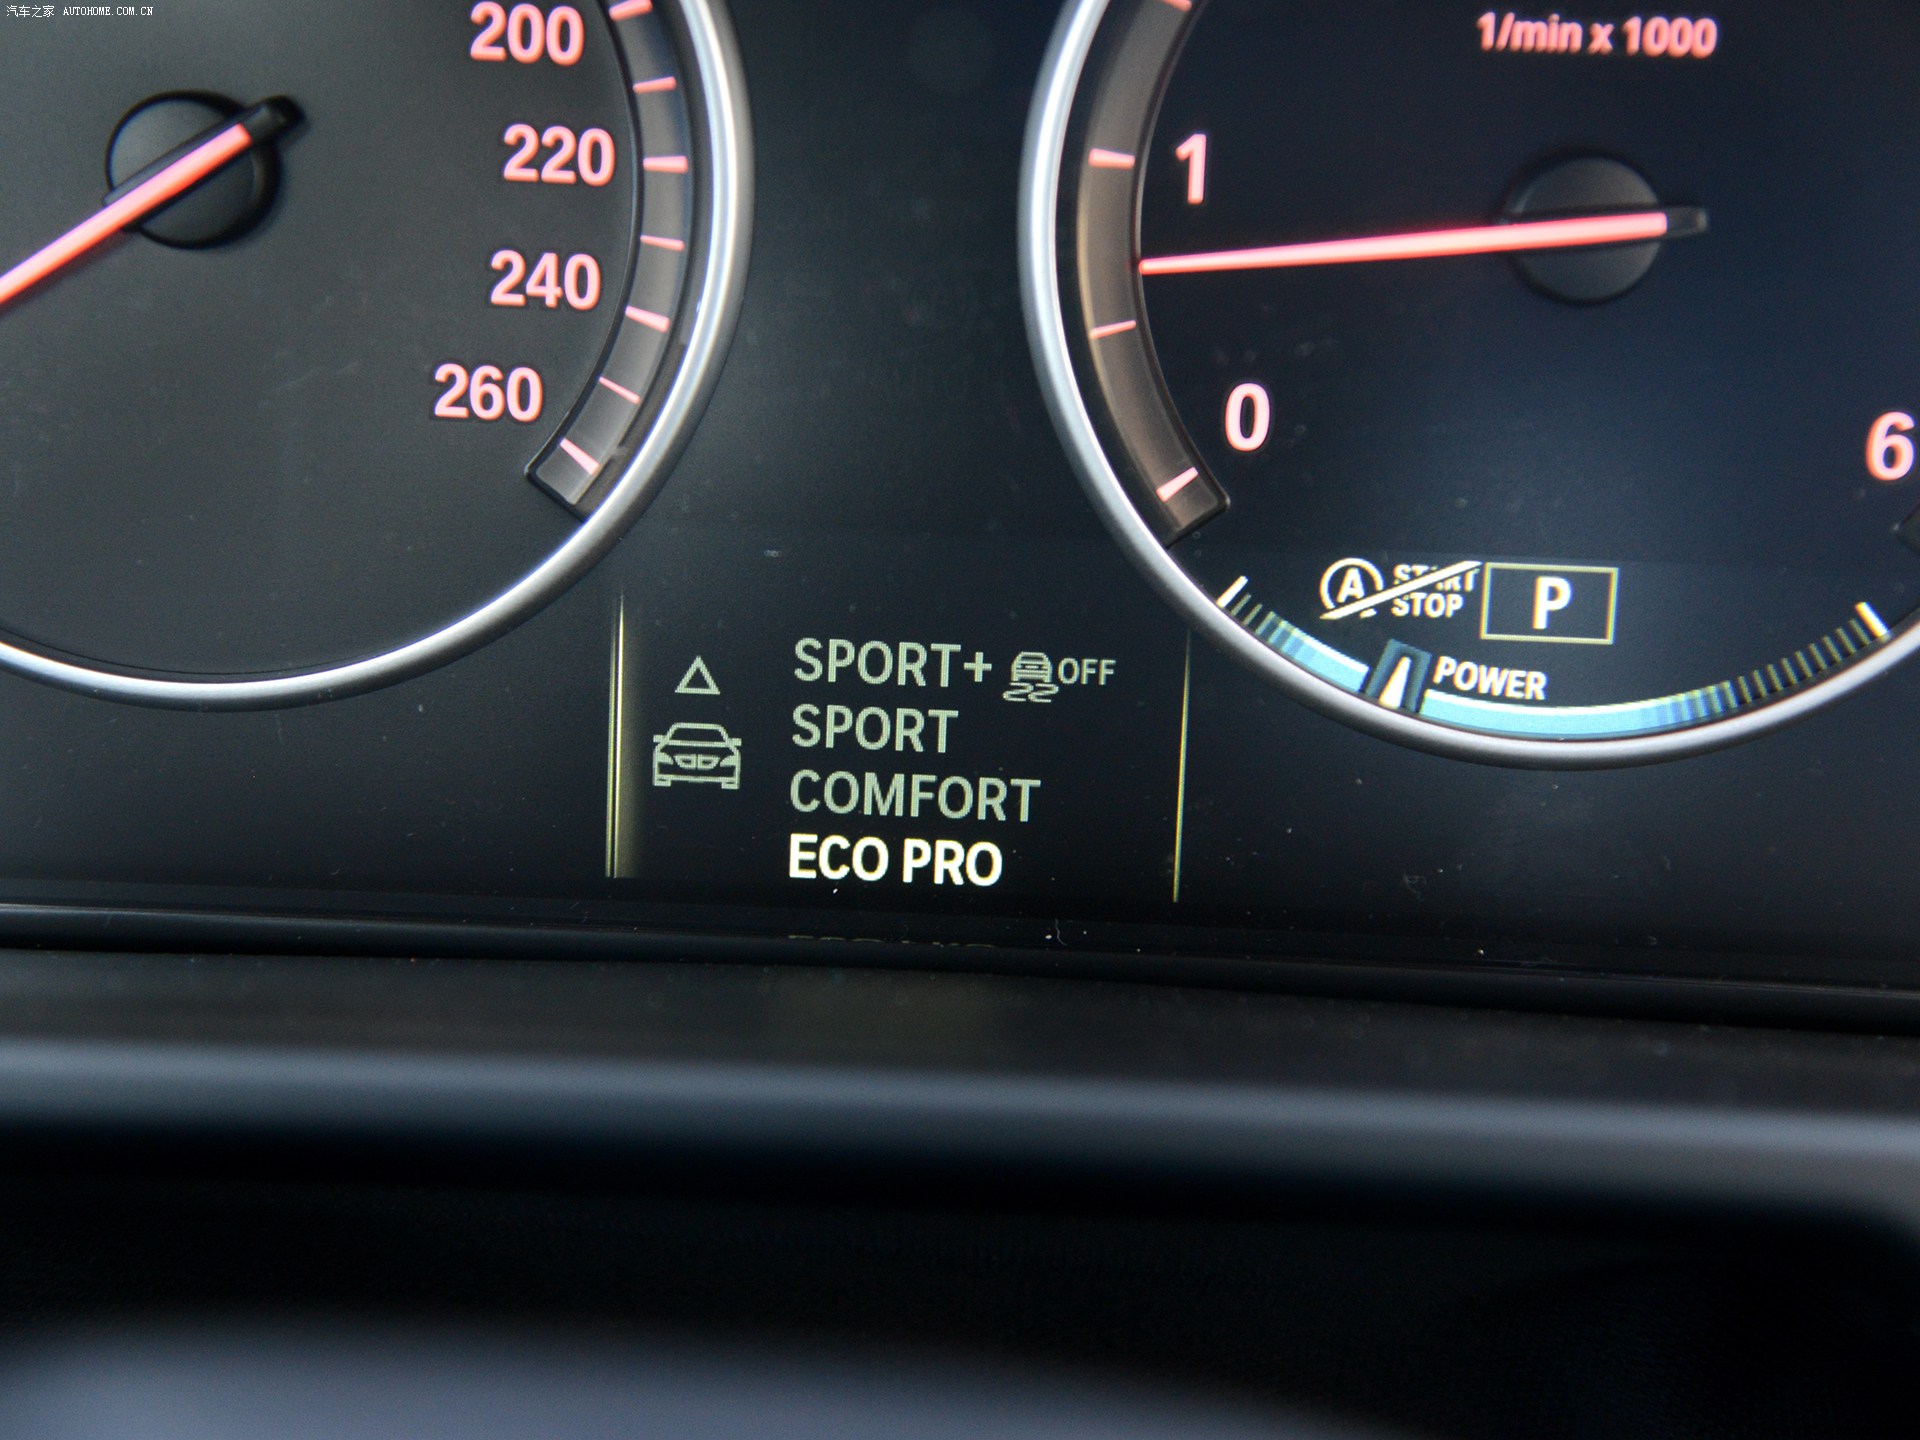 汽车之家 AUTOHOME.COM.CN
200
220
240
260
1/min x 1000
1
0
6
A START
STOP
P
POWER
SPORT+ OFF
SPORT
COMFORT
ECO PRO